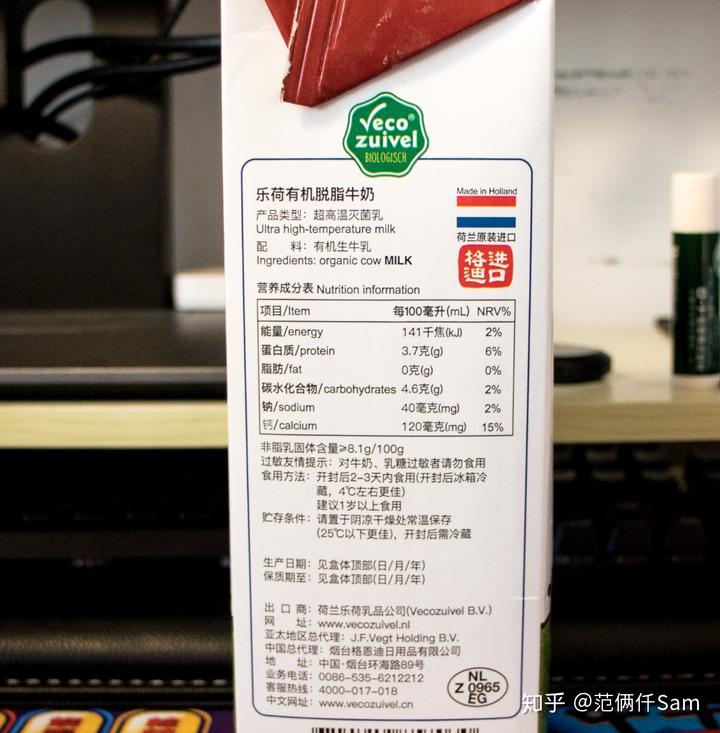 Veco®
zuivel
BIOLOGISCH
乐荷有机脱脂牛奶
产品类型：超高温灭菌乳
Ultra high-temperature milk
配 料：有机生牛乳
Ingredients: organic cow MILK
Made in Holland
荷兰原装进口
格迪进口
营养成分表 Nutrition information
项目/Item 每100毫升(mL) NRV%
能量/energy 141千焦(kJ) 2%
蛋白质/protein 3.7克(g) 6%
脂肪/fat 0克(g) 0%
碳水化合物/carbohydrates 4.6克(g) 2%
钠/sodium 40毫克(mg) 2%
钙/calcium 120毫克(mg) 15%
非脂乳固体含量≥8.1g/100g
过敏友情提示：对牛奶、乳糖过敏者请勿食用
食用方法：开封后2-3天内食用(开封后冰箱冷
藏，4℃左右更佳)
建议1岁以上食用
贮存条件：请置于阴凉干燥处常温保存
(25℃以下更佳)，开封后需冷藏
生产日期：见盒体顶部(日/月/年)
保质期至：见盒体顶部(日/月/年)
出 口 商：荷兰乐荷乳品公司(Vecozuivel B.V.)
网 址：www.vecozuivel.nl
亚太地区总代理：J.F.Vegt Holding B.V.
中国总代理：烟台格恩迪日用品有限公司
地 址：中国·烟台环海路89号
业务电话：0086-535-6212212
客服热线：4000-017-018
中文网址：www.vecozuivel.cn
NL
Z 0965
EG
知乎 @范俩仟Sam